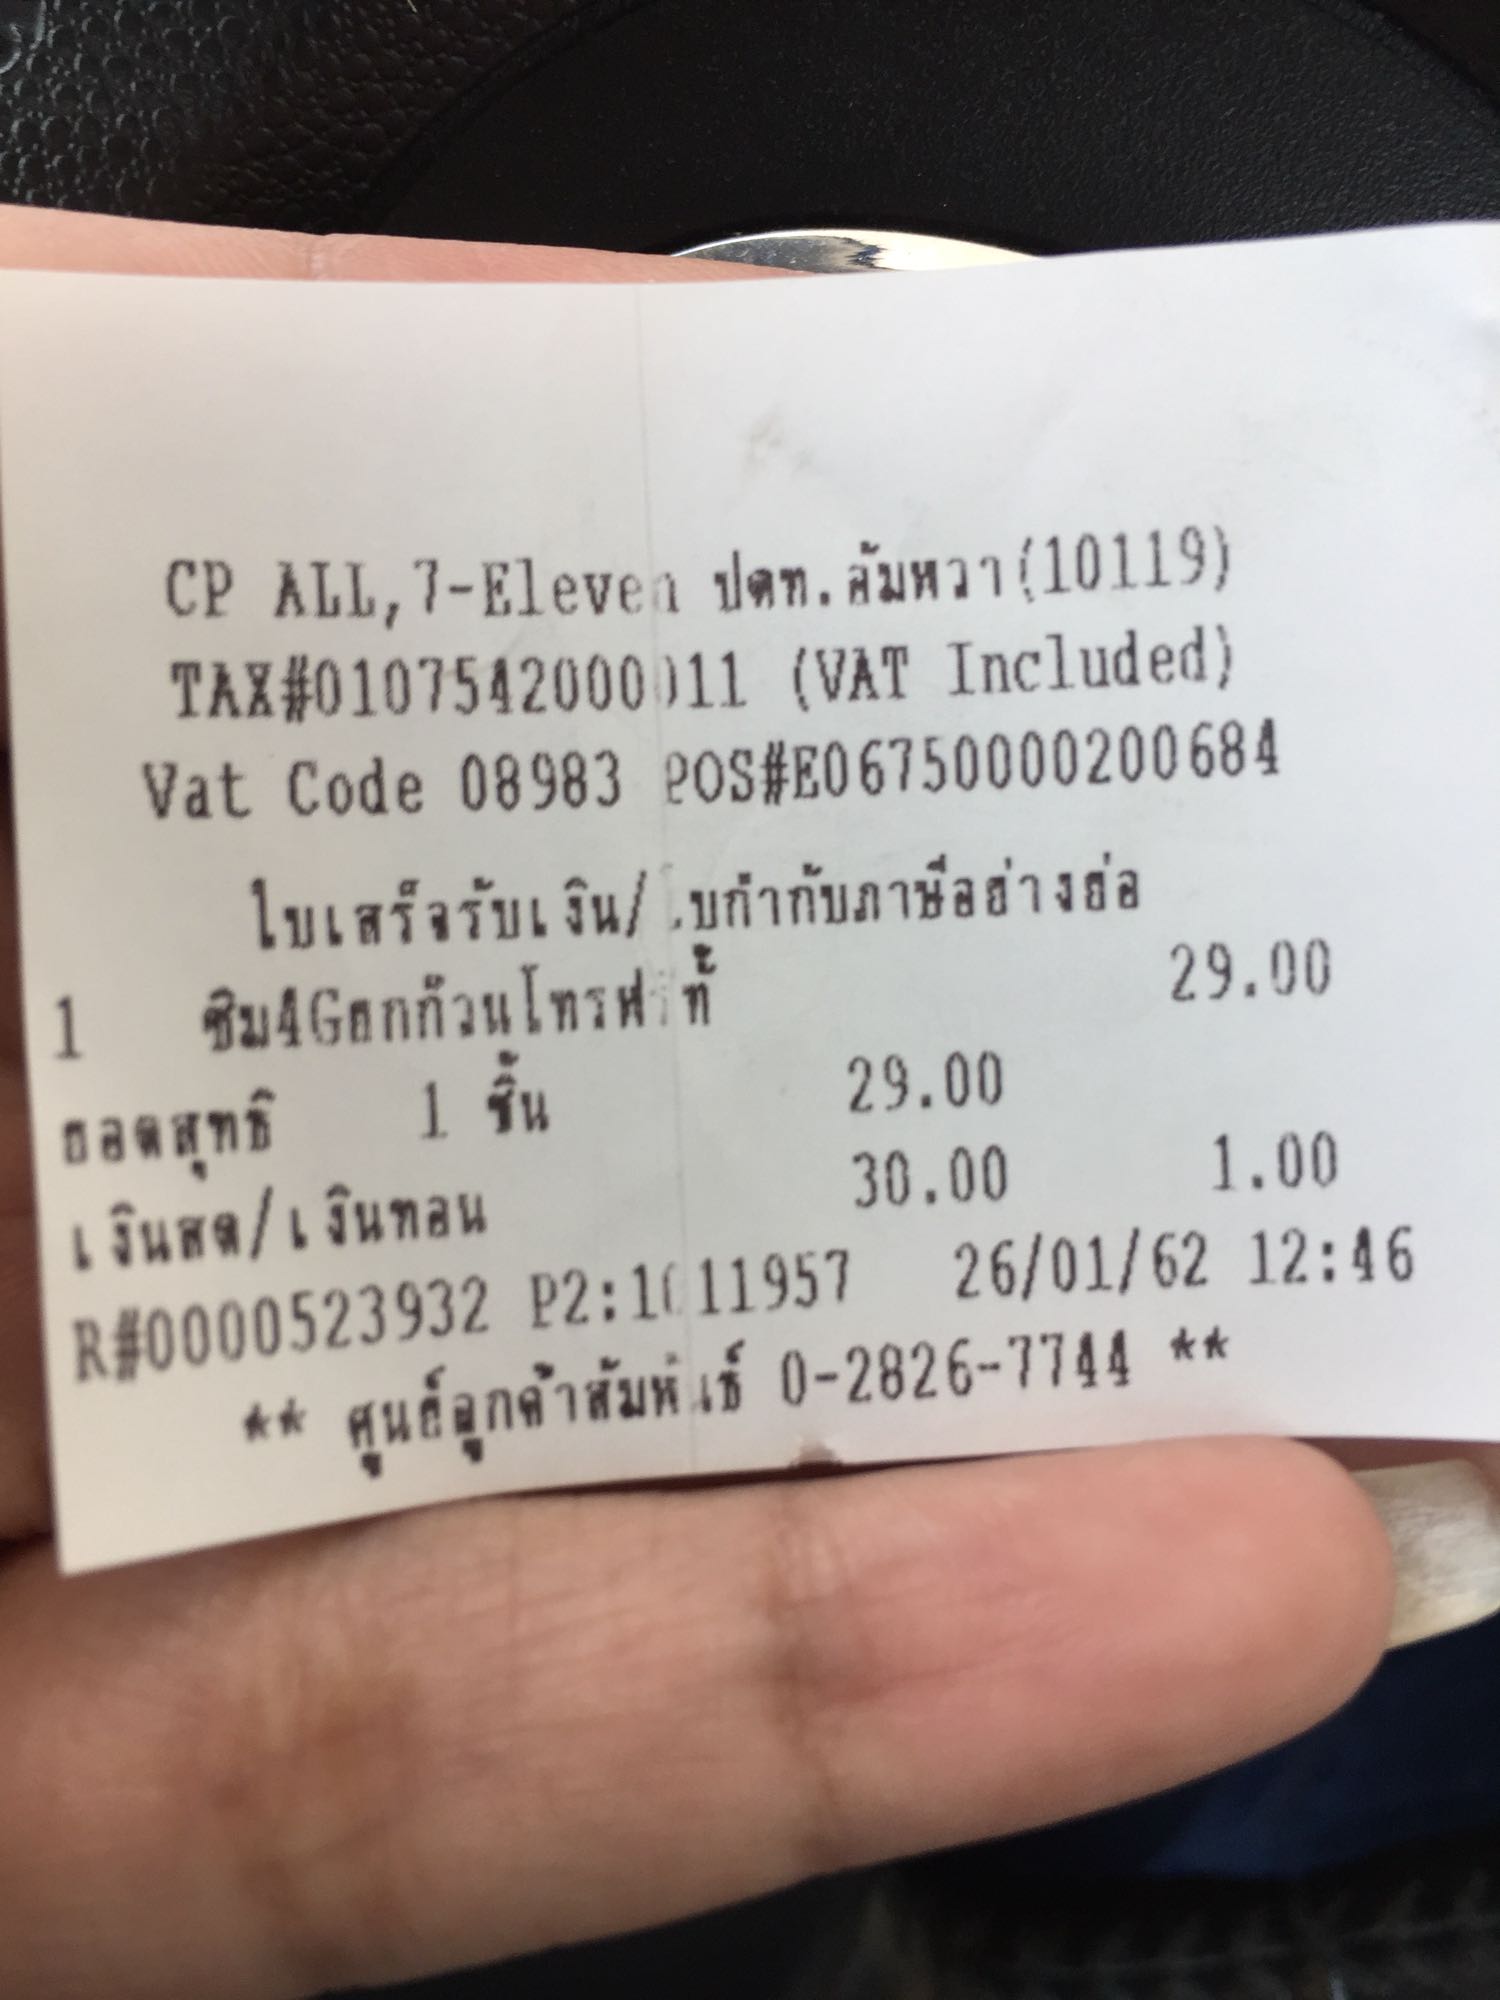 CP ALL,7-Eleven ปตท.อัมพวา(10119)
TAX#0107542000011 (VAT Included)
Vat Code 08983 POS#E06750000200684
ใบเสร็จรับเงิน/ใบกำกับภาษีอย่างย่อ
1 ซิม4Gยกก๊วนโทรฟรีทั้ 29.00
ยอดสุทธิ 1 ชิ้น 29.00
เงินสด/เงินทอน 30.00 1.00
R#0000523932 P2:1011957 26/01/62 12:46
** ศูนย์ลูกค้าสัมพันธ์ 0-2826-7744 **